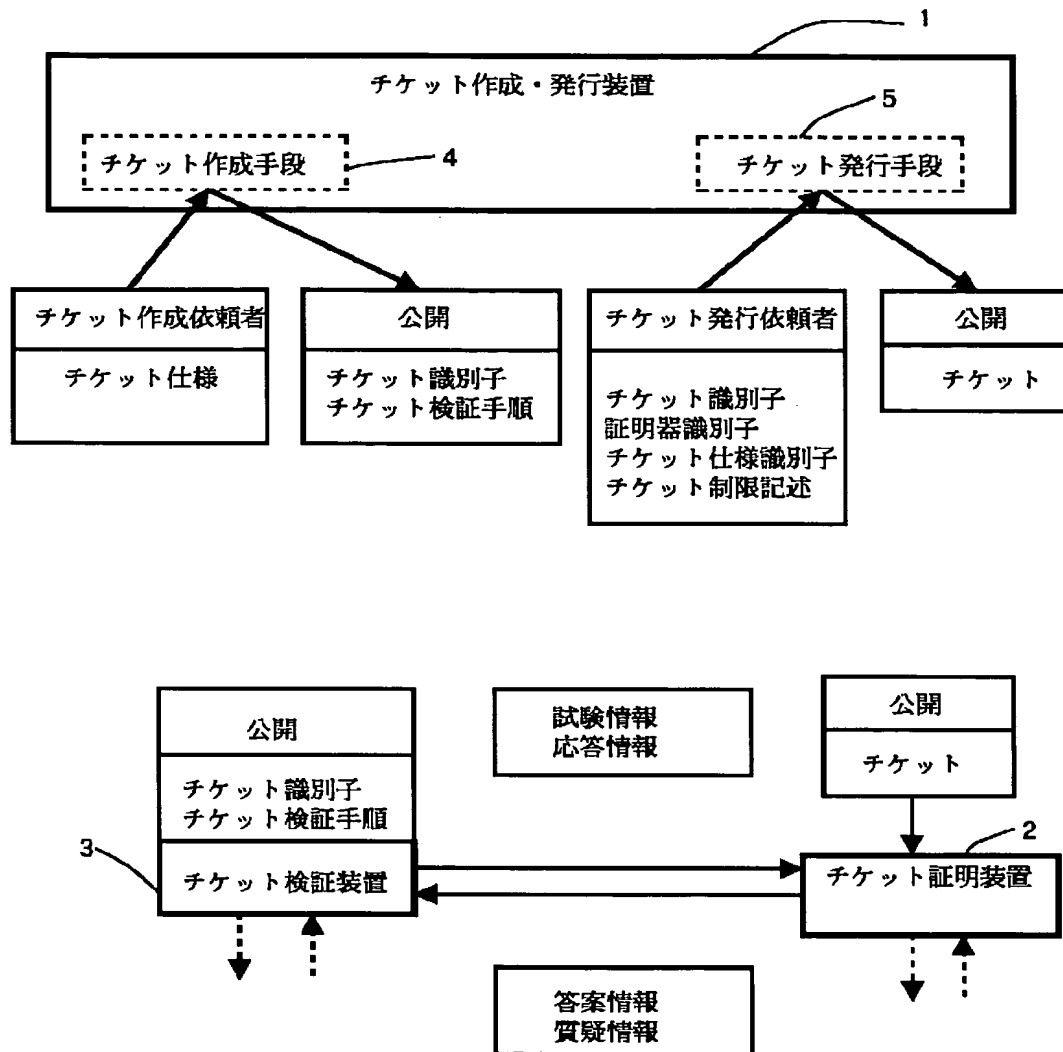 1
チケット作成・発行装置
5
チケット作成手段
4
チケット発行手段
チケット作成依頼者
チケット仕様
公開
チケット識別子
チケット検証手順
チケット発行依頼者
チケット識別子
証明器識別子
チケット仕様識別子
チケット制限記述
公開
チケット
公開
チケット識別子
チケット検証手順
3
チケット検証装置
試験情報
応答情報
公開
チケット
2
チケット証明装置
答案情報
質疑情報